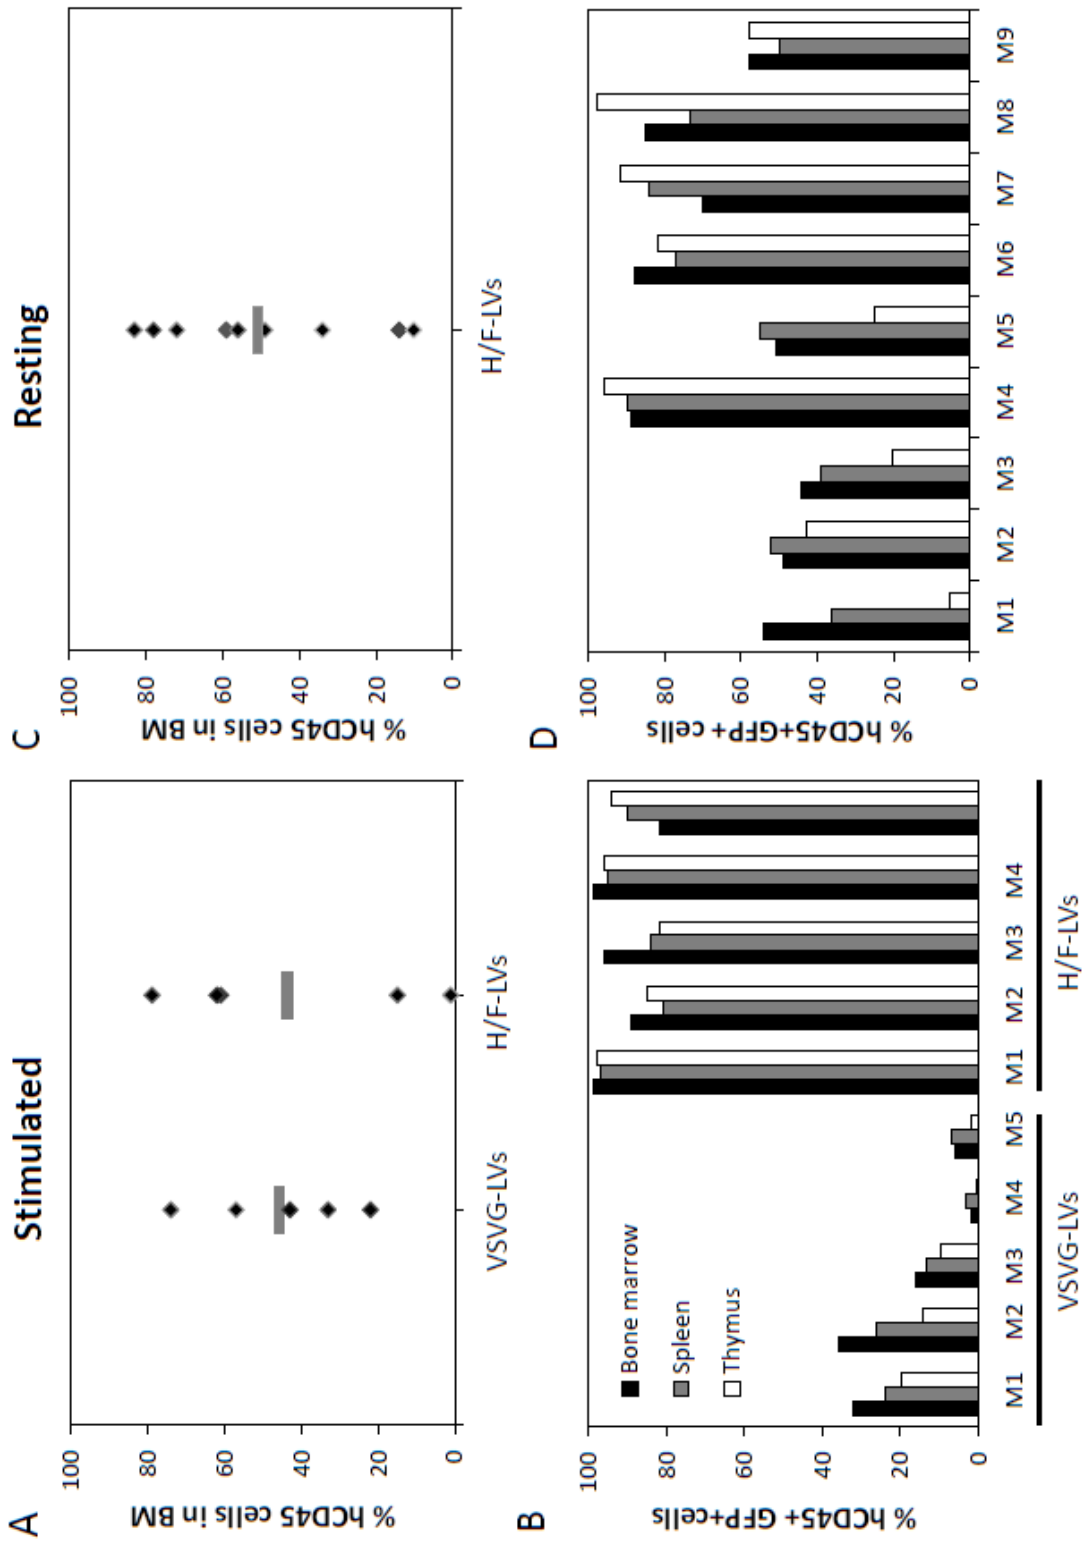 Stimulated
Resting
A
% hCD45 cells in BM
100
80
60
40
20
0
VSVG-LVs
H/F-LVs
C
% hCD45 cells in BM
100
80
60
40
20
0
H/F-LVs
B
% hCD45+ GFP+cells
100
80
60
40
20
0
Bone marrow
Spleen
Thymus
M1 M2 M3 M4 M5 M1 M2 M3 M4
VSVG-LVs
H/F-LVs
D
% hCD45+GFP+ cells
100
80
60
40
20
0
M1 M2 M3 M4 M5 M6 M7 M8 M9